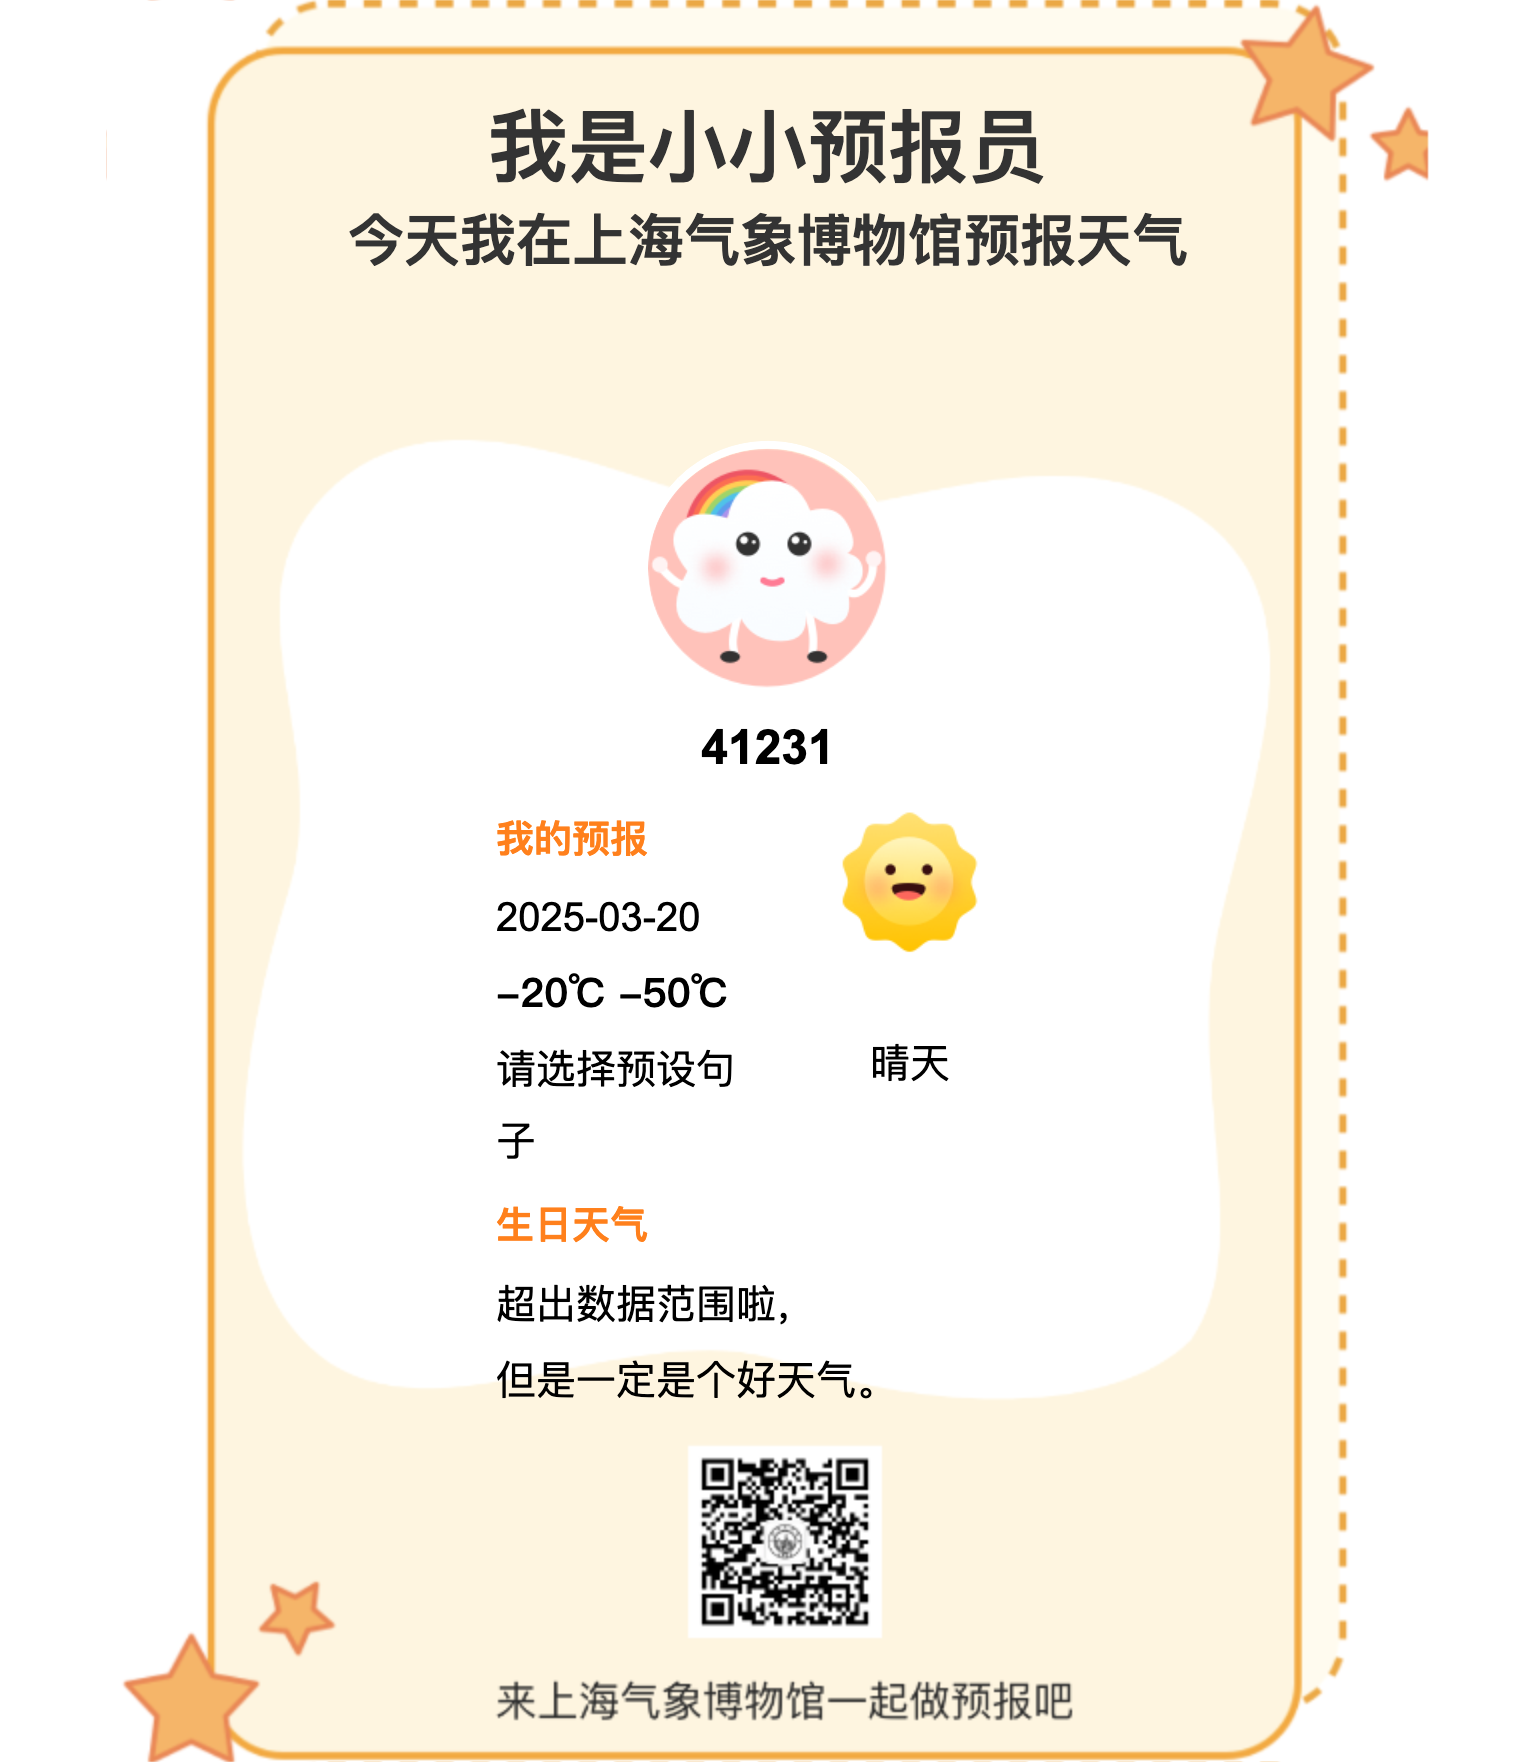 我是小小预报员
今天我在上海气象博物馆预报天气
41231
我的预报
2025-03-20
-20℃ -50℃
请选择预设句
子
晴天
生日天气
超出数据范围啦，
但是一定是个好天气。
来上海气象博物馆一起做预报吧